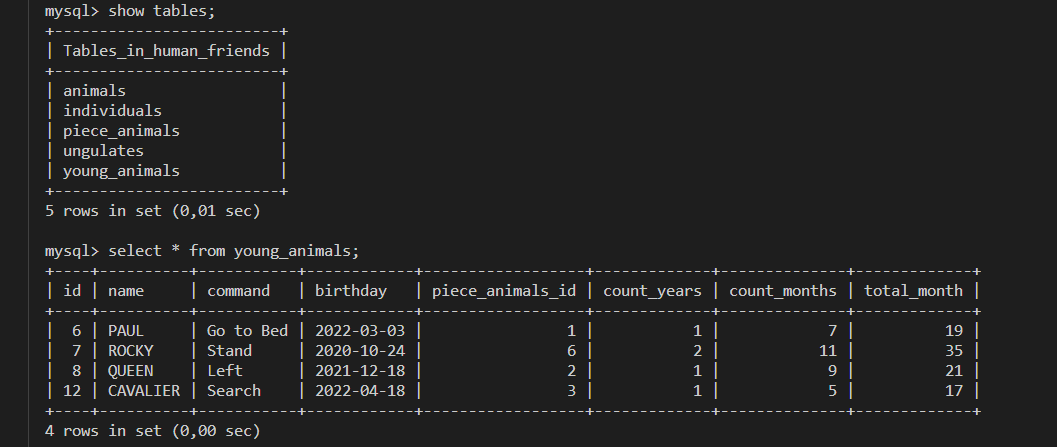 mysql> show tables;
+------------------------+
| Tables_in_human_friends |
+------------------------+
| animals                 |
| individuals             |
| piece_animals           |
| ungulates               |
| young_animals           |
+------------------------+
5 rows in set (0,01 sec)
mysql> select * from young_animals;
+----+----------+-----------+------------+------------------+-------------+--------------+-------------+
| id | name     | command   | birthday   | piece_animals_id | count_years | count_months | total_month |
+----+----------+-----------+------------+------------------+-------------+--------------+-------------+
|  6 | PAUL     | Go to Bed | 2022-03-03 |                1 |           1 |            7 |          19 |
|  7 | ROCKY    | Stand     | 2020-10-24 |                6 |           2 |           11 |          35 |
|  8 | QUEEN    | Left      | 2021-12-18 |                2 |           1 |            9 |          21 |
| 12 | CAVALIER | Search    | 2022-04-18 |                3 |           1 |            5 |          17 |
+----+----------+-----------+------------+------------------+-------------+--------------+-------------+
4 rows in set (0,00 sec)